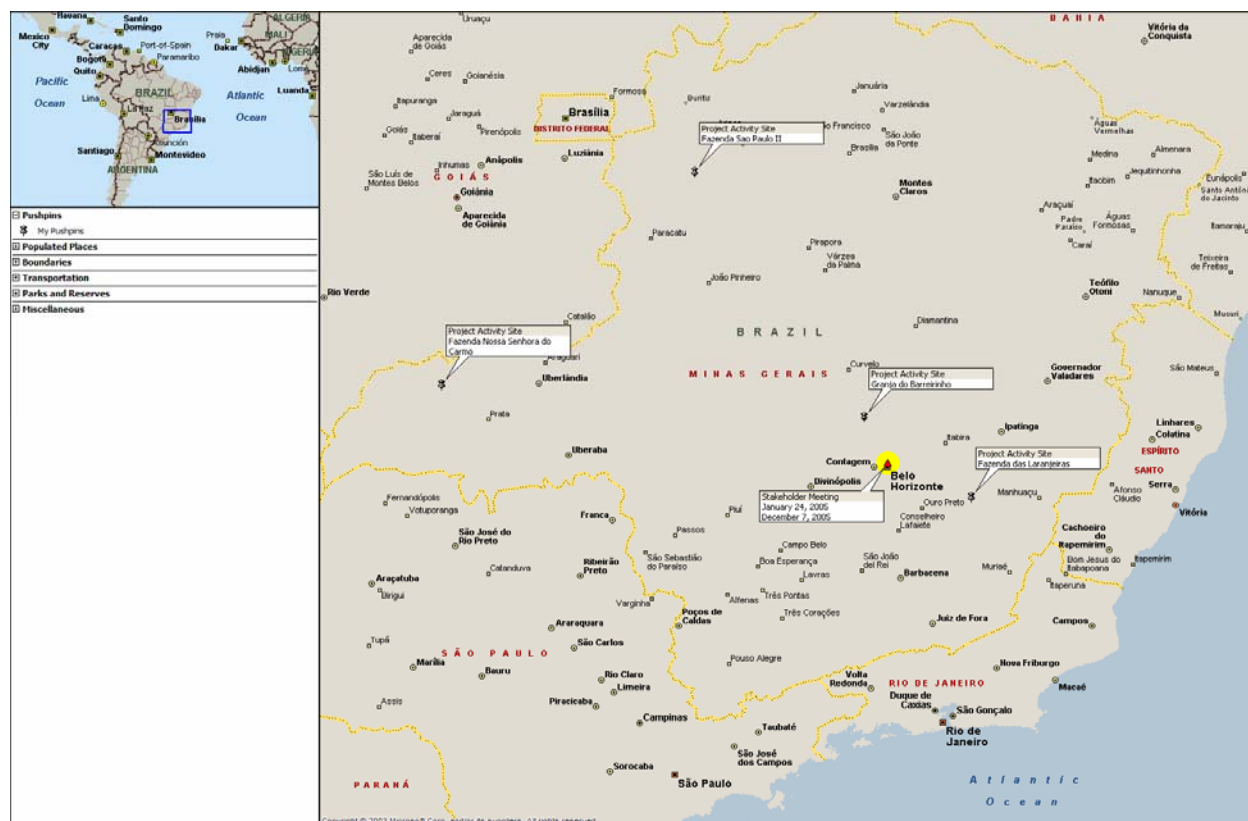 Havana
Santo
Domingo
Mexico
City
Caracas
Port-of-Spain
Paramaribo
Bogotá
Quito
Praia
Dakar
ALGERIA
MALI
NIGERIA
Abidjan
Lomé
Luanda
Pacific
Ocean
Lima
BRAZIL
La Paz
Brasília
Atlantic
Ocean
Asunción
Santiago
Montevideo
ARGENTINA
Pushpins
My Pushpins
Populated Places
Boundaries
Transportation
Parks and Reserves
Miscellaneous
Uruaçu
BAHIA
Vitória da
Conquista
Aparecida
de Goiás
Ceres
Goianésia
Formosa
Buritu
Januária
Varzelândia
Itapuranga
Jaraguá
Brasília
DISTRITO FEDERAL
Goiás
Itaberaí
Pirenópolis
Project Activity Site
Fazenda Sao Paulo II
São Francisco
São João
da Ponte
Águas
Vermelhas
Inhumas
Anápolis
Luziânia
Brasília
Medina
Almenara
São Luís de
Montes Belos
GOIÁS
Goiânia
Montes
Claros
Itaobim
Jequitinhonha
Eunápolis
Santo Antônio
do Jacinto
Aparecida
de Goiânia
Araçuaí
Padre
Paraíso
Águas
Formosas
Itamaraju
Paracatu
Pirapora
Caraí
Várzea
da Palma
Teixeira
de Freitas
João Pinheiro
Teófilo
Otoni
Nanuque
Rio Verde
Catalão
Diamantina
Mucuri
BRAZIL
Project Activity Site
Fazenda Nossa Senhora do
Carmo
Araguari
Uberlândia
MINAS GERAIS
Curvelo
Project Activity Site
Granja do Barreirinho
Governador
Valadares
São Mateus
Prata
Ipatinga
Linhares
Colatina
Itabira
Uberaba
Contagem
Belo
Horizonte
Project Activity Site
Fazenda das Laranjeiras
ESPÍRITO
SANTO
Divinópolis
Stakeholder Meeting
January 24, 2005
December 7, 2005
Ouro Preto
Manhuaçu
Afonso
Cláudio
Serra
Vitória
Fernandópolis
Votuporanga
Franca
Piuí
Conselheiro
Lafaiete
São José do
Rio Preto
Passos
Cachoeiro
do
Itapemirim
Itapemirim
Campo Belo
Catanduva
Ribeirão
Preto
São Sebastião
do Paraíso
Boa Esperança
Lavras
São João
del Rei
Barbacena
Muriaé
Bom Jesus do
Itabapoana
Itaperuna
Araçatuba
Birigui
Varginha
Alfenas
Três Pontas
Três Corações
Araraquara
Poços de
Caldas
Juiz de Fora
Campos
Tupã
São Carlos
SÃO PAULO
Marília
Bauru
Rio Claro
Limeira
Pouso Alegre
Volta
Redonda
RIO DE JANEIRO
Nova Friburgo
Macaé
Assis
Piracicaba
Duque de
Caxias
São Gonçalo
Campinas
Taubaté
Rio de
Janeiro
São José
dos Campos
Sorocaba
São Paulo
PARANÁ
Atlantic
Ocean